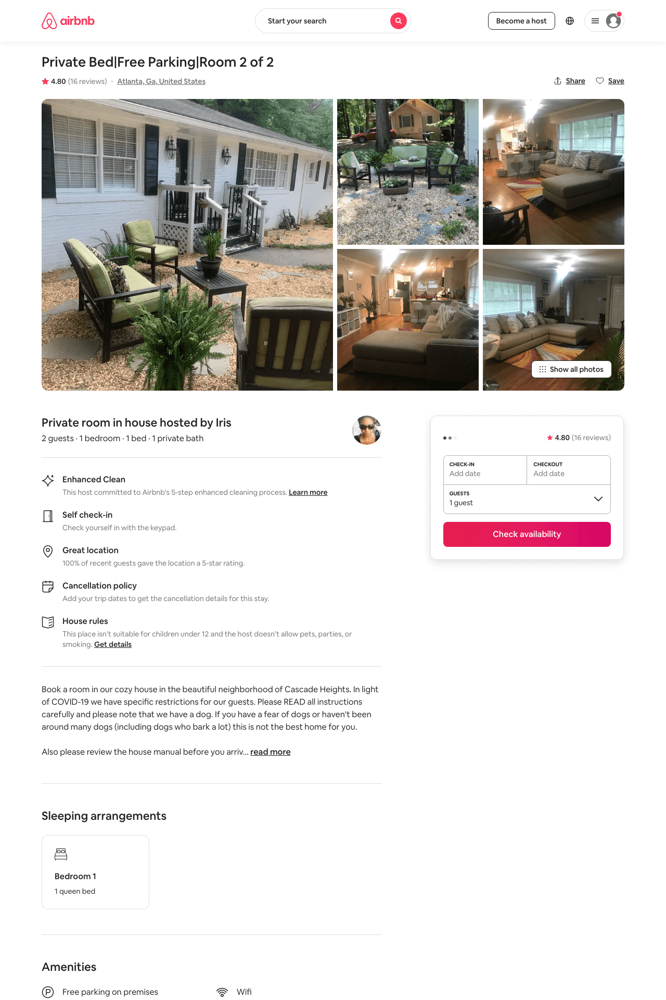 airbnb
Start your search
Become a host
Private Bed|Free Parking|Room 2 of 2
4.80 (16 reviews) · Atlanta, Ga, United States
Share
Save
Show all photos
Private room in house hosted by Iris
2 guests · 1 bedroom · 1 bed · 1 private bath
Enhanced Clean
This host committed to Airbnb's 5-step enhanced cleaning process. Learn more
Self check-in
Check yourself in with the keypad.
Great location
100% of recent guests gave the location a 5-star rating.
Cancellation policy
Add your trip dates to get the cancellation details for this stay.
House rules
This place isn't suitable for children under 12 and the host doesn't allow pets, parties, or
smoking. Get details
4.80 (16 reviews)
CHECK-IN
Add date
CHECKOUT
Add date
GUESTS
1 guest
Check availability
Book a room in our cozy house in the beautiful neighborhood of Cascade Heights. In light
of COVID-19 we have specific restrictions for our guests. Please READ all instructions
carefully and please note that we have a dog. If you have a fear of dogs or haven't been
around many dogs (including dogs who bark a lot) this is not the best home for you.
Also please review the house manual before you arriv... read more
Sleeping arrangements
Bedroom 1
1 queen bed
Amenities
Free parking on premises
Wifi